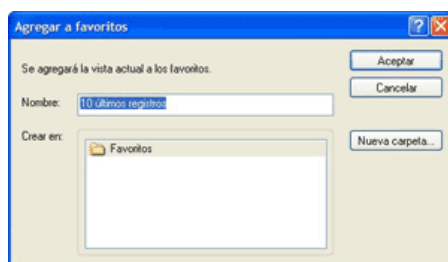 Agregar a favoritos
Se agregará la vista actual a los favoritos.
Aceptar
Cancelar
Nombre: 10 últimos registros
Crear en:
Favoritos
Nueva carpeta...